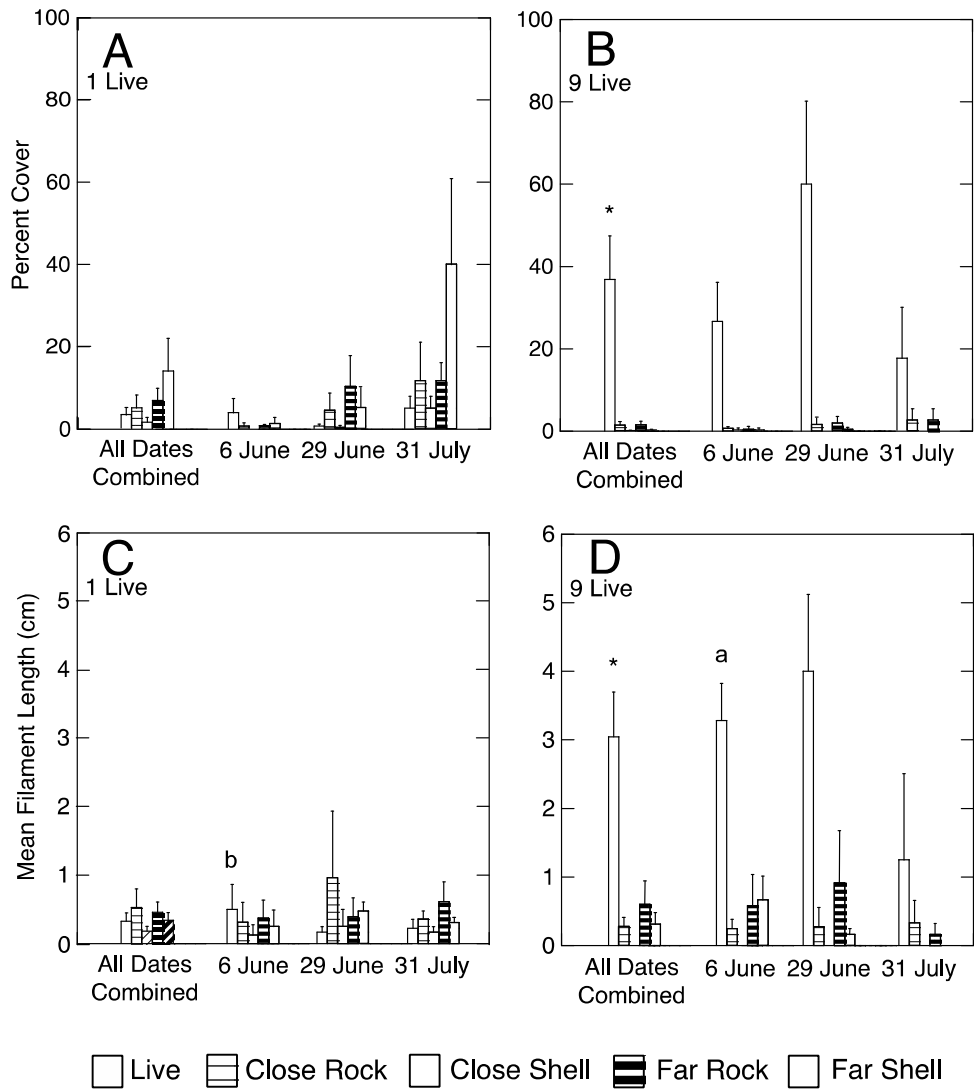 100
80
60
40
20
0
Percent Cover
A
1 Live
All Dates Combined
6 June
29 June
31 July
100
80
60
40
20
0
B
9 Live
*
All Dates Combined
6 June
29 June
31 July
6
5
4
3
2
1
0
Mean Filament Length (cm)
C
1 Live
b
All Dates Combined
6 June
29 June
31 July
6
5
4
3
2
1
0
D
9 Live
*
a
All Dates Combined
6 June
29 June
31 July
Live Close Rock Close Shell Far Rock Far Shell